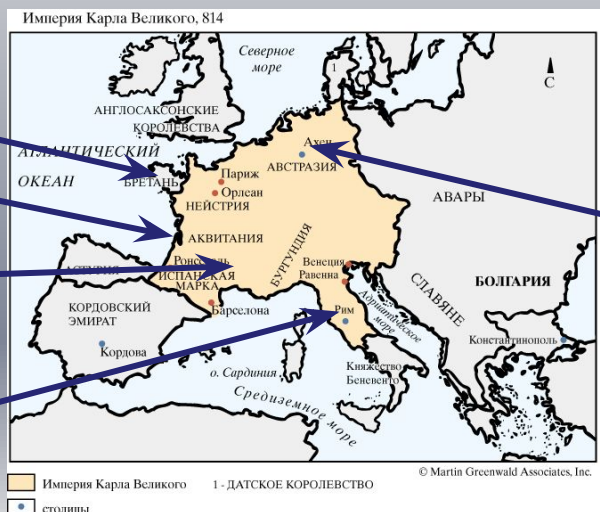 Империя Карла Великого, 814
Северное
море
1
С
АНГЛОСАКСОНСКИЕ
КОРОЛЕВСТВА
АТЛАНТИЧЕСКИЙ
ОКЕАН
Ахен
АВСТРАЗИЯ
БРЕТАНЬ
Париж
Орлеан
НЕЙСТРИЯ
АВАРЫ
АКВИТАНИЯ
БУРГУНДИЯ
АСТУРИЯ
ИСПАНСКАЯ
МАРКА
Венеция
Равенна
СЛАВЯНЕ
БОЛГАРИЯ
КОРДОВСКИЙ
ЭМИРАТ
Барселона
Рим
Адриатическое
море
Константинополь
Кордова
о. Сардиния
Княжество
Беневенто
Средиземное море
© Martin Greenwald Associates, Inc.
Империя Карла Великого
1 - ДАТСКОЕ КОРОЛЕВСТВО
столицы